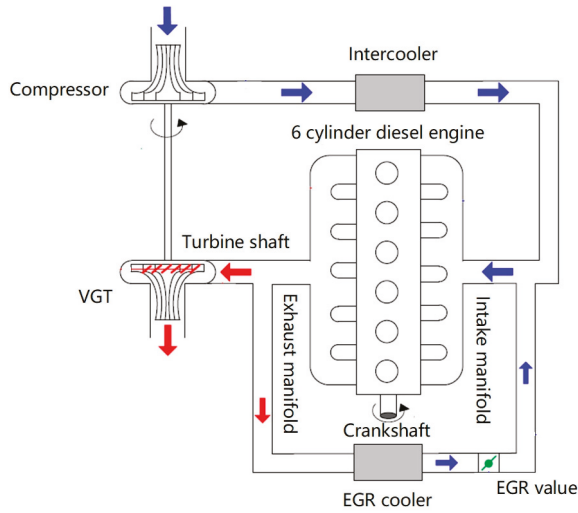 Intercooler
Compressor
6 cylinder diesel engine
Turbine shaft
VGT
Exhaust manifold
Intake manifold
Crankshaft
EGR cooler
EGR value